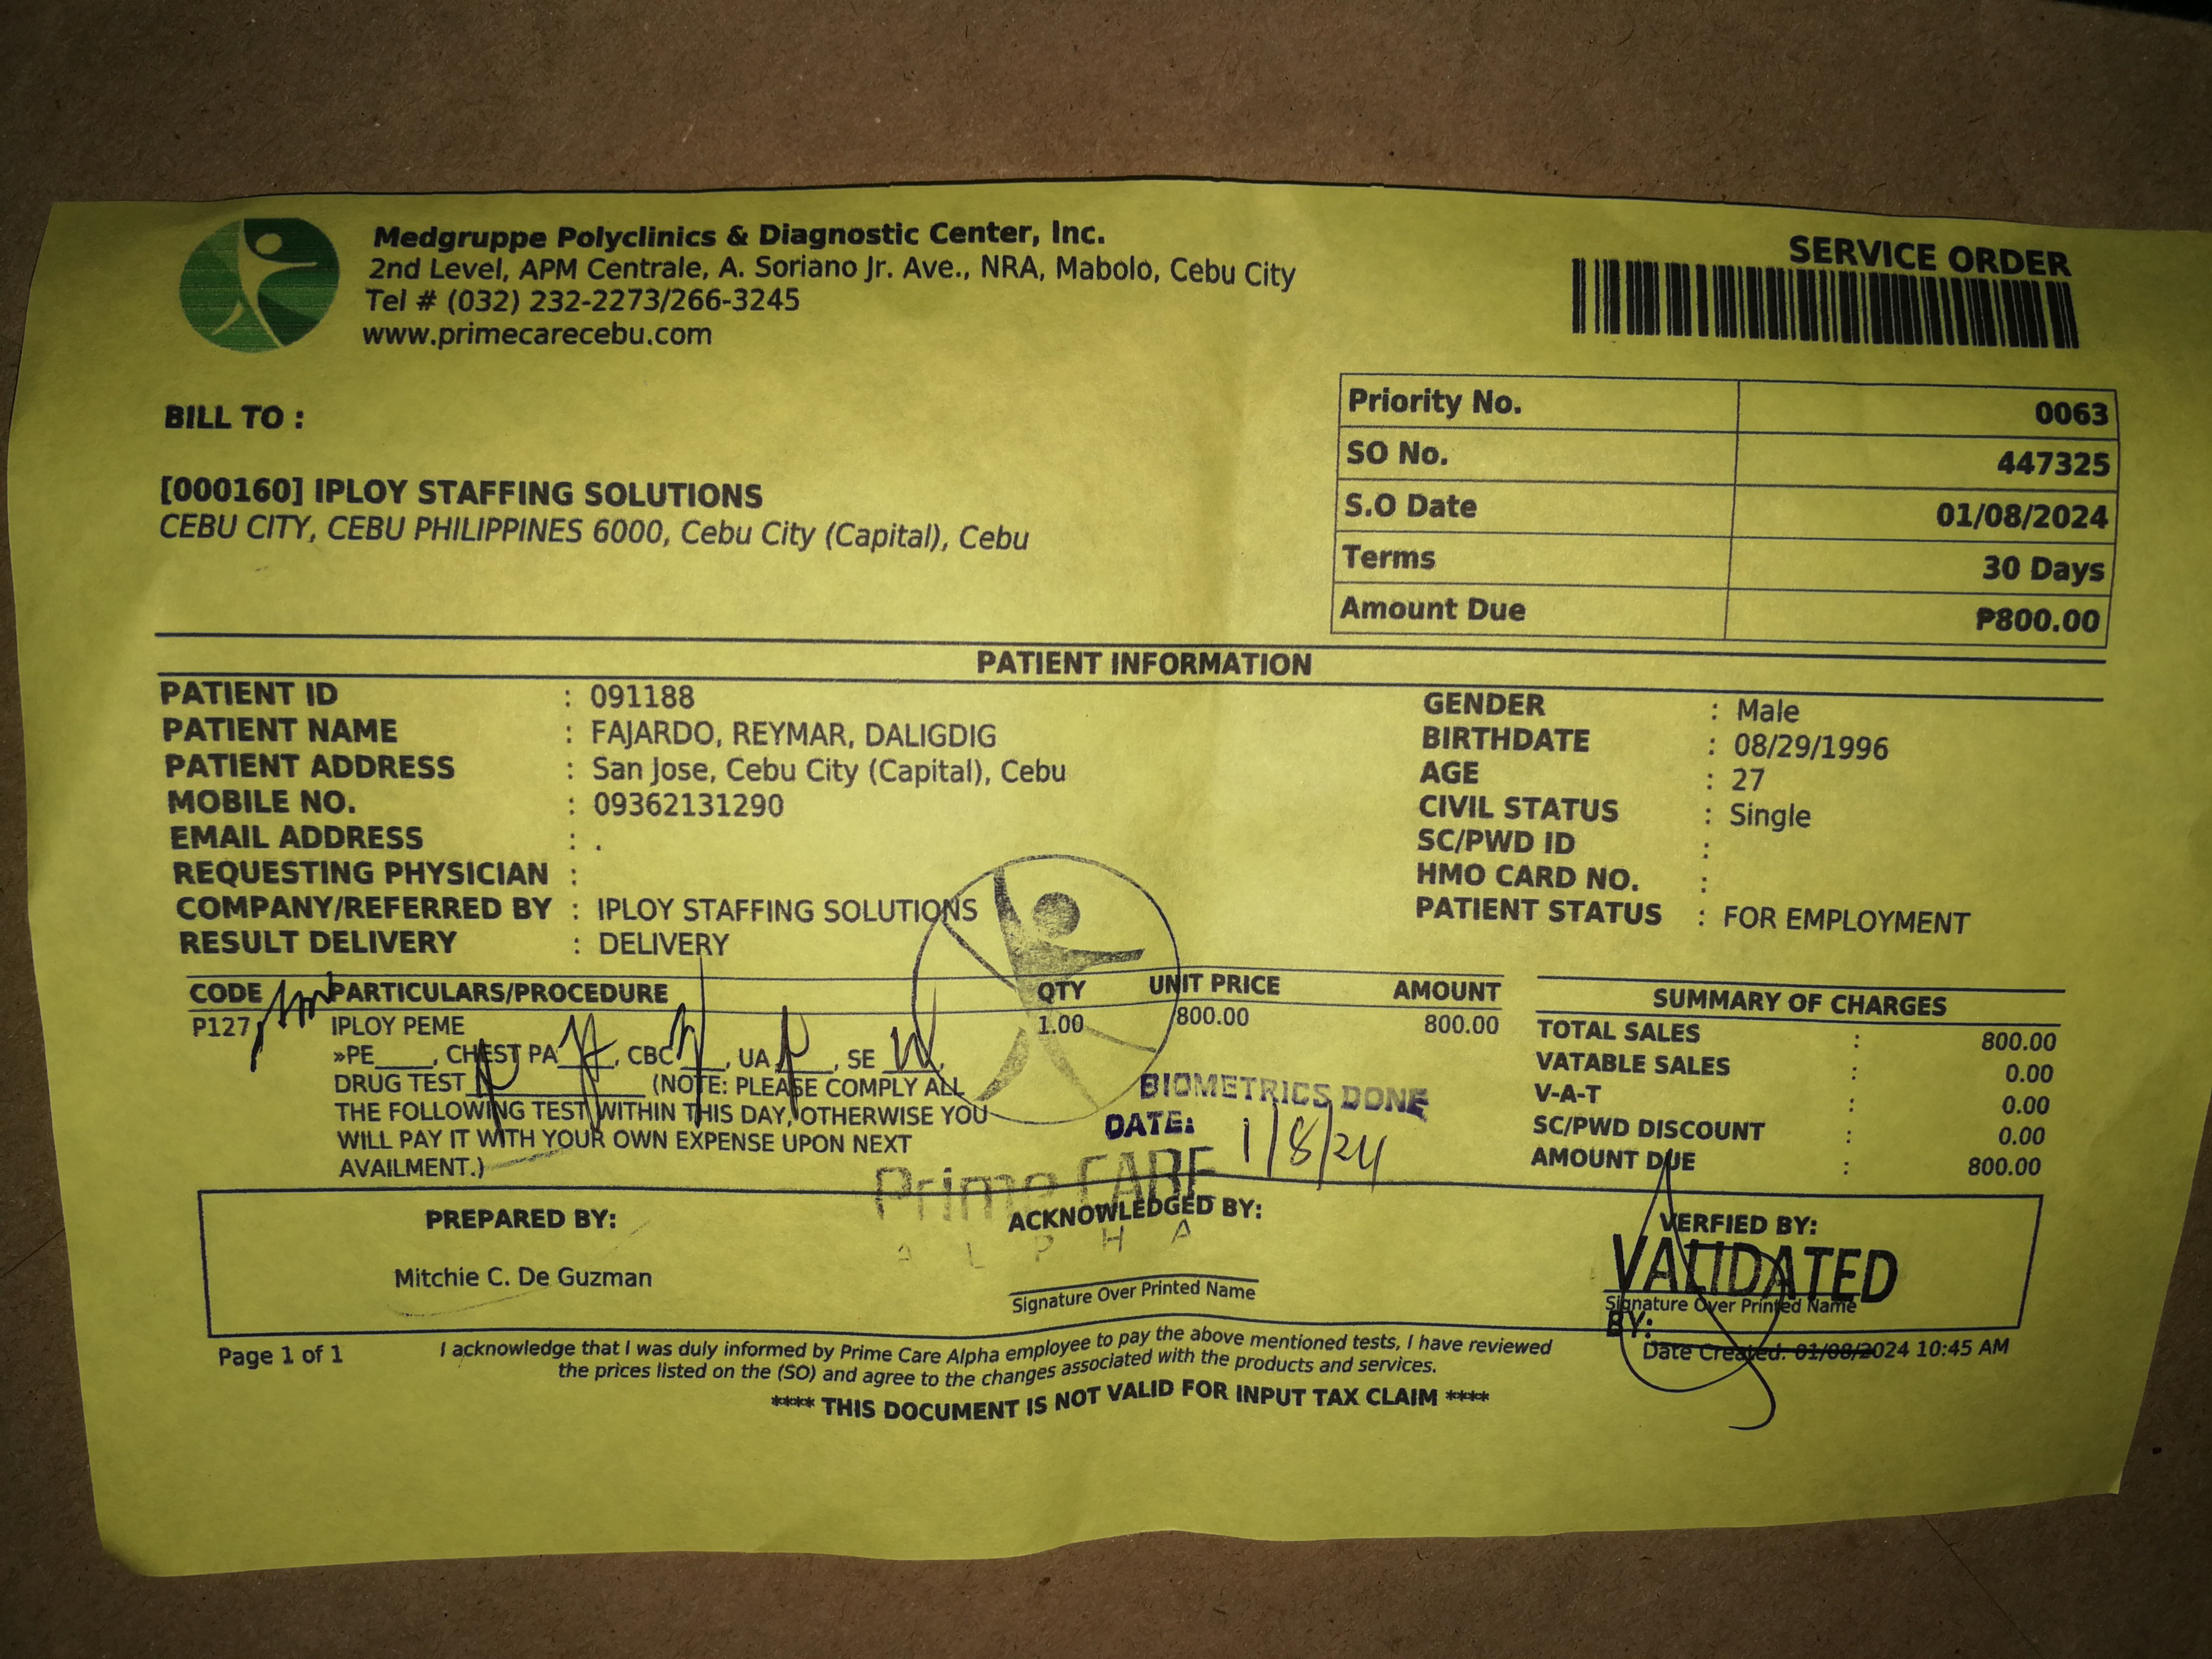 Medgruppe Polyclinics & Diagnostic Center, Inc.
2nd Level, APM Centrale, A. Soriano Jr. Ave., NRA, Mabolo, Cebu City
Tel # (032) 232-2273/266-3245
www.primecarecebu.com
SERVICE ORDER
BILL TO :
[000160] IPLOY STAFFING SOLUTIONS
CEBU CITY, CEBU PHILIPPINES 6000, Cebu City (Capital), Cebu
Priority No. 0063
SO No. 447325
S.O Date 01/08/2024
Terms 30 Days
Amount Due ₱800.00
PATIENT INFORMATION
PATIENT ID : 091188
PATIENT NAME : FAJARDO, REYMAR, DALIGDIG
PATIENT ADDRESS : San Jose, Cebu City (Capital), Cebu
MOBILE NO. : 09362131290
EMAIL ADDRESS : .
REQUESTING PHYSICIAN :
COMPANY/REFERRED BY : IPLOY STAFFING SOLUTIONS
RESULT DELIVERY : DELIVERY
GENDER : Male
BIRTHDATE : 08/29/1996
AGE : 27
CIVIL STATUS : Single
SC/PWD ID :
HMO CARD NO. :
PATIENT STATUS : FOR EMPLOYMENT
CODE PARTICULARS/PROCEDURE QTY UNIT PRICE AMOUNT
P127 IPLOY PEME 1.00 800.00 800.00
»PE____, CHEST PA____, CBC____, UA____, SE____,
DRUG TEST____________ (NOTE: PLEASE COMPLY ALL
THE FOLLOWING TEST WITHIN THIS DAY, OTHERWISE YOU
WILL PAY IT WITH YOUR OWN EXPENSE UPON NEXT
AVAILMENT.)
SUMMARY OF CHARGES
TOTAL SALES : 800.00
VATABLE SALES : 0.00
V-A-T : 0.00
SC/PWD DISCOUNT : 0.00
AMOUNT DUE : 800.00
BIOMETRICS DONE
DATE: 1/8/24
Prime CARE
ALPHA
PREPARED BY:
Mitchie C. De Guzman
ACKNOWLEDGED BY:
Signature Over Printed Name
VERFIED BY:
VALIDATED
Signature Over Printed Name
BY:
Page 1 of 1
I acknowledge that I was duly informed by Prime Care Alpha employee to pay the above mentioned tests, I have reviewed
the prices listed on the (SO) and agree to the changes associated with the products and services.
Date Created: 01/08/2024 10:45 AM
**** THIS DOCUMENT IS NOT VALID FOR INPUT TAX CLAIM ****